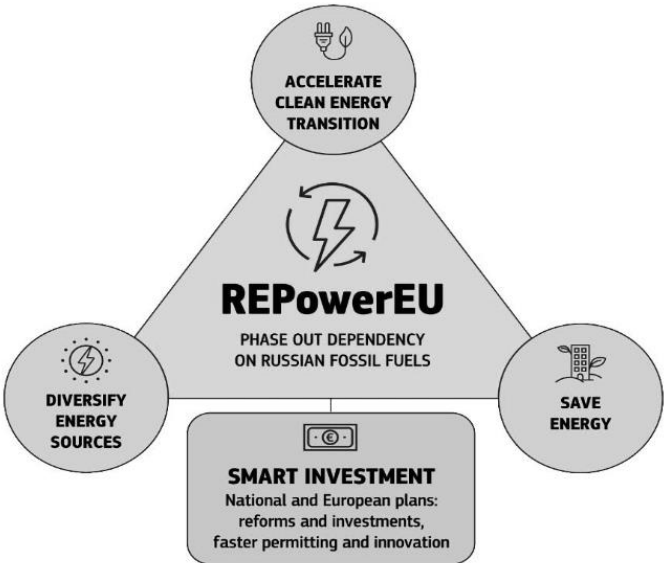 ACCELERATE
CLEAN ENERGY
TRANSITION
REPowerEU
PHASE OUT DEPENDENCY
ON RUSSIAN FOSSIL FUELS
DIVERSIFY
ENERGY
SOURCES
SAVE
ENERGY
€
SMART INVESTMENT
National and European plans:
reforms and investments,
faster permitting and innovation